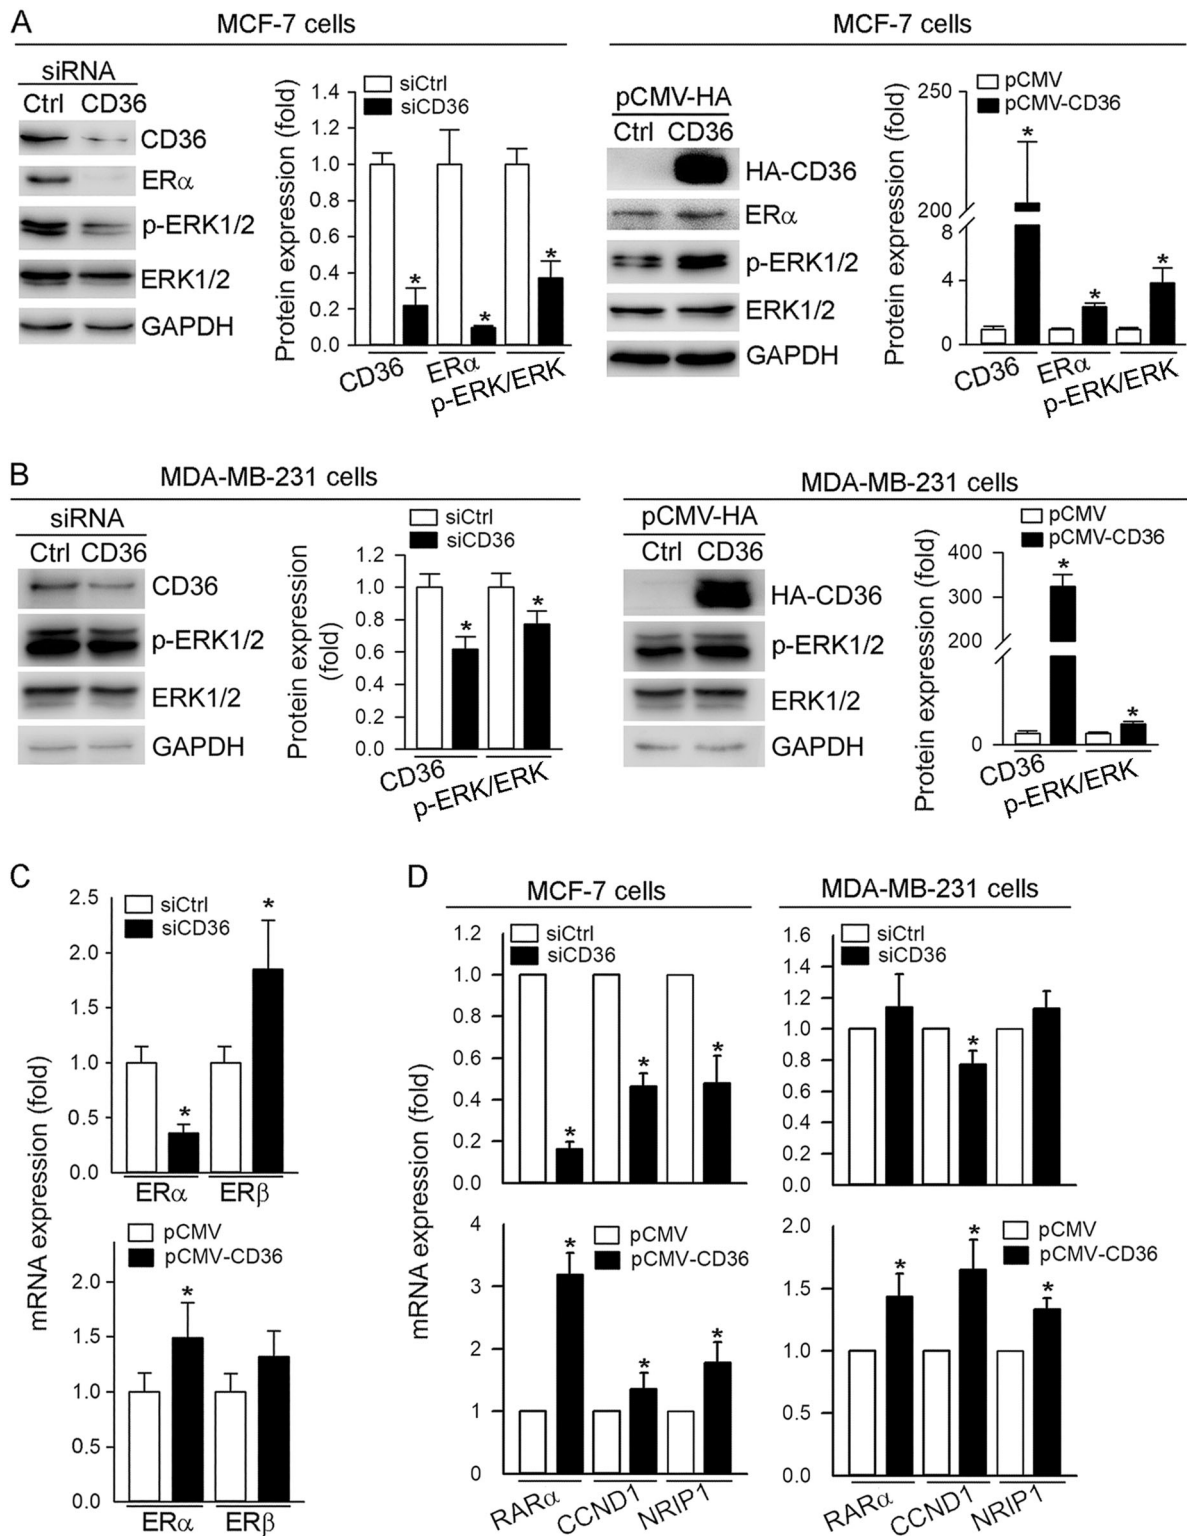 A
MCF-7 cells
siRNA
Ctrl CD36
CD36
ERα
p-ERK1/2
ERK1/2
GAPDH
Protein expression (fold)
siCtrl
siCD36
1.4
1.2
1.0
0.8
0.6
0.4
0.2
0.0
* * *
CD36 ERα p-ERK/ERK
MCF-7 cells
pCMV-HA
Ctrl CD36
HA-CD36
ERα
p-ERK1/2
ERK1/2
GAPDH
Protein expression (fold)
pCMV
pCMV-CD36
250
200
8
4
0
* * *
CD36 ERα p-ERK/ERK
B
MDA-MB-231 cells
siRNA
Ctrl CD36
CD36
p-ERK1/2
ERK1/2
GAPDH
Protein expression
(fold)
siCtrl
siCD36
1.2
1.0
0.8
0.6
0.4
0.2
0.0
* *
CD36 p-ERK/ERK
MDA-MB-231 cells
pCMV-HA
Ctrl CD36
HA-CD36
p-ERK1/2
ERK1/2
GAPDH
Protein expression (fold)
pCMV
pCMV-CD36
400
300
200
0
* *
CD36 p-ERK/ERK
C
mRNA expression (fold)
siCtrl
siCD36
2.5
2.0
1.5
1.0
0.5
0.0
* *
ERα ERβ
pCMV
pCMV-CD36
2.0
1.5
1.0
0.5
0.0
*
ERα ERβ
D
mRNA expression (fold)
MCF-7 cells
siCtrl
siCD36
1.2
1.0
0.8
0.6
0.4
0.2
0.0
* * *
MDA-MB-231 cells
siCtrl
siCD36
1.6
1.4
1.2
1.0
0.8
0.6
0.4
0.2
0.0
*
pCMV
pCMV-CD36
4
3
2
1
0
* * *
RARα CCND1 NRIP1
pCMV
pCMV-CD36
2.0
1.5
1.0
0.5
0.0
* * *
RARα CCND1 NRIP1